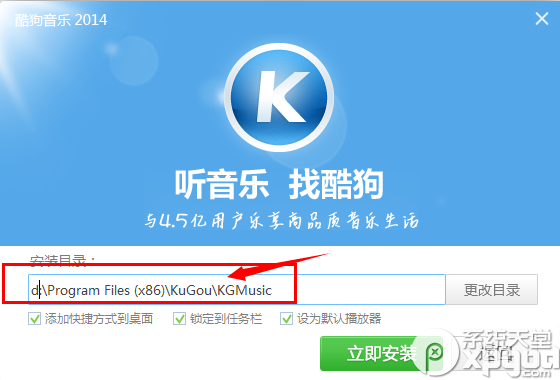 酷狗音乐 2014
K
听音乐 找酷狗
与4.5亿用户乐享高品质音乐生活
安装目录：
d\Program Files (x86)\KuGou\KGMusic
更改目录
添加快捷方式到桌面 锁定到任务栏 设为默认播放器
立即安装
系统天堂
xpgod